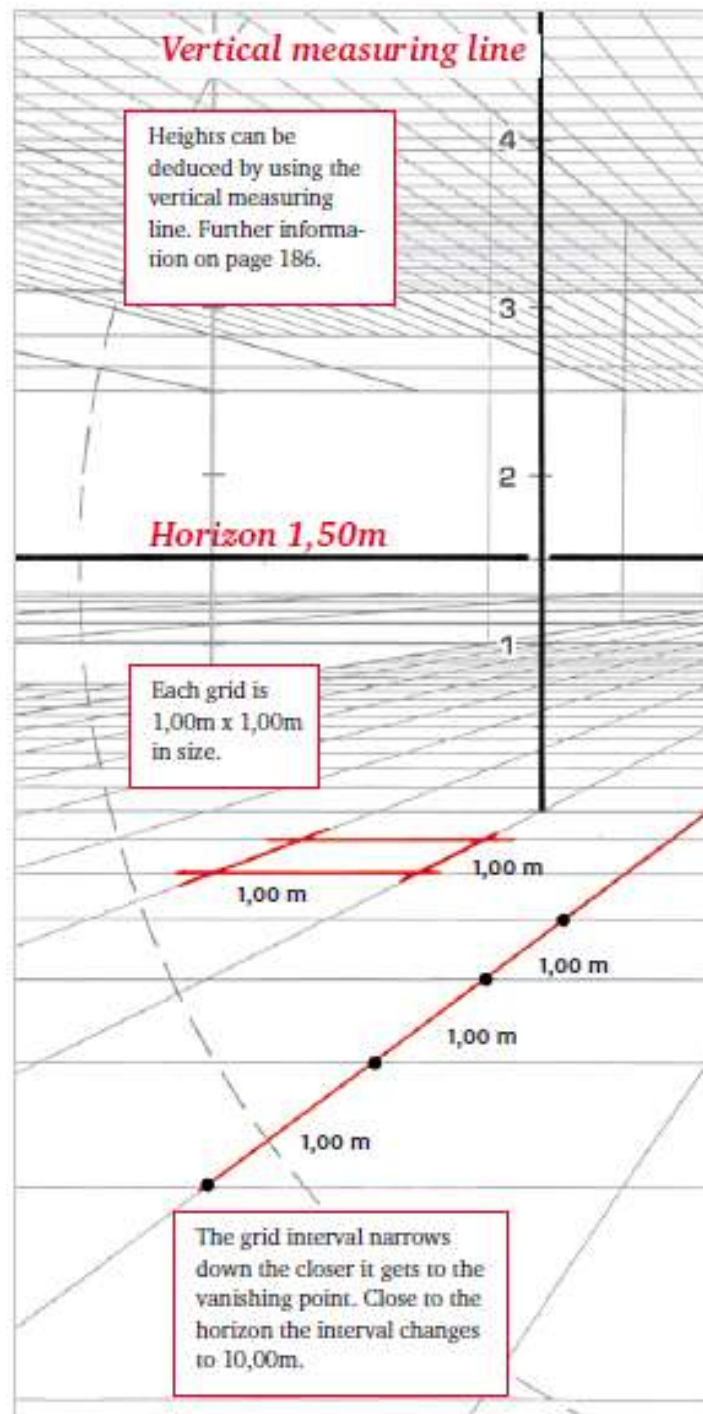 Vertical measuring line
Heights can be
deduced by using the
vertical measuring
line. Further informa-
tion on page 186.
4
3
2
Horizon 1,50m
1
Each grid is
1,00m x 1,00m
in size.
1,00 m
1,00 m
1,00 m
1,00 m
1,00 m
The grid interval narrows
down the closer it gets to the
vanishing point. Close to the
horizon the interval changes
to 10,00m.